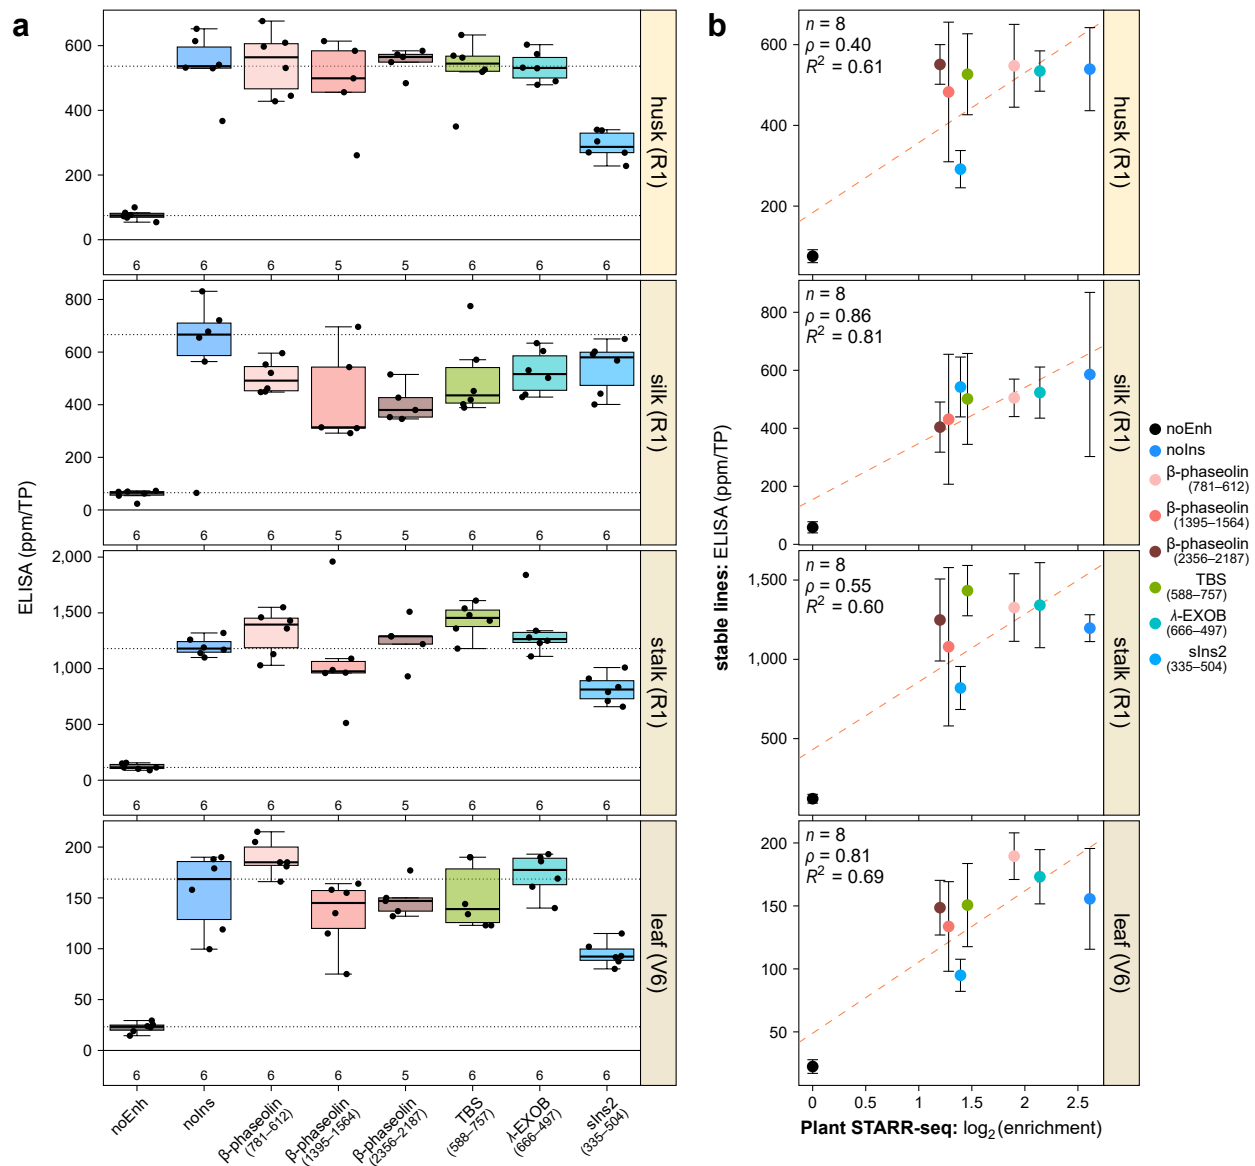 a
ELISA (ppm/TP)
600
400
200
0
6 6 6 5 5 6 6 6
husk (R1)
800
600
400
200
0
6 6 6 5 5 6 6 6
silk (R1)
2,000
1,500
1,000
500
0
6 6 6 6 5 6 6 6
stalk (R1)
200
150
100
50
0
6 6 6 6 5 6 6 6
leaf (V6)
noEnh
noIns
β-phaseolin
(781–612)
β-phaseolin
(1395–1564)
β-phaseolin
(2356–2187)
TBS
(588–757)
λ-EXOB
(666–497)
sIns2
(335–504)
b
stable lines: ELISA (ppm/TP)
n = 8
ρ = 0.40
R² = 0.61
600
400
200
husk (R1)
n = 8
ρ = 0.86
R² = 0.81
800
600
400
200
0
silk (R1)
n = 8
ρ = 0.55
R² = 0.60
1,500
1,000
500
stalk (R1)
n = 8
ρ = 0.81
R² = 0.69
200
150
100
50
leaf (V6)
0 0.5 1 1.5 2 2.5
Plant STARR-seq: log₂(enrichment)
noEnh
noIns
β-phaseolin
(781–612)
β-phaseolin
(1395–1564)
β-phaseolin
(2356–2187)
TBS
(588–757)
λ-EXOB
(666–497)
sIns2
(335–504)